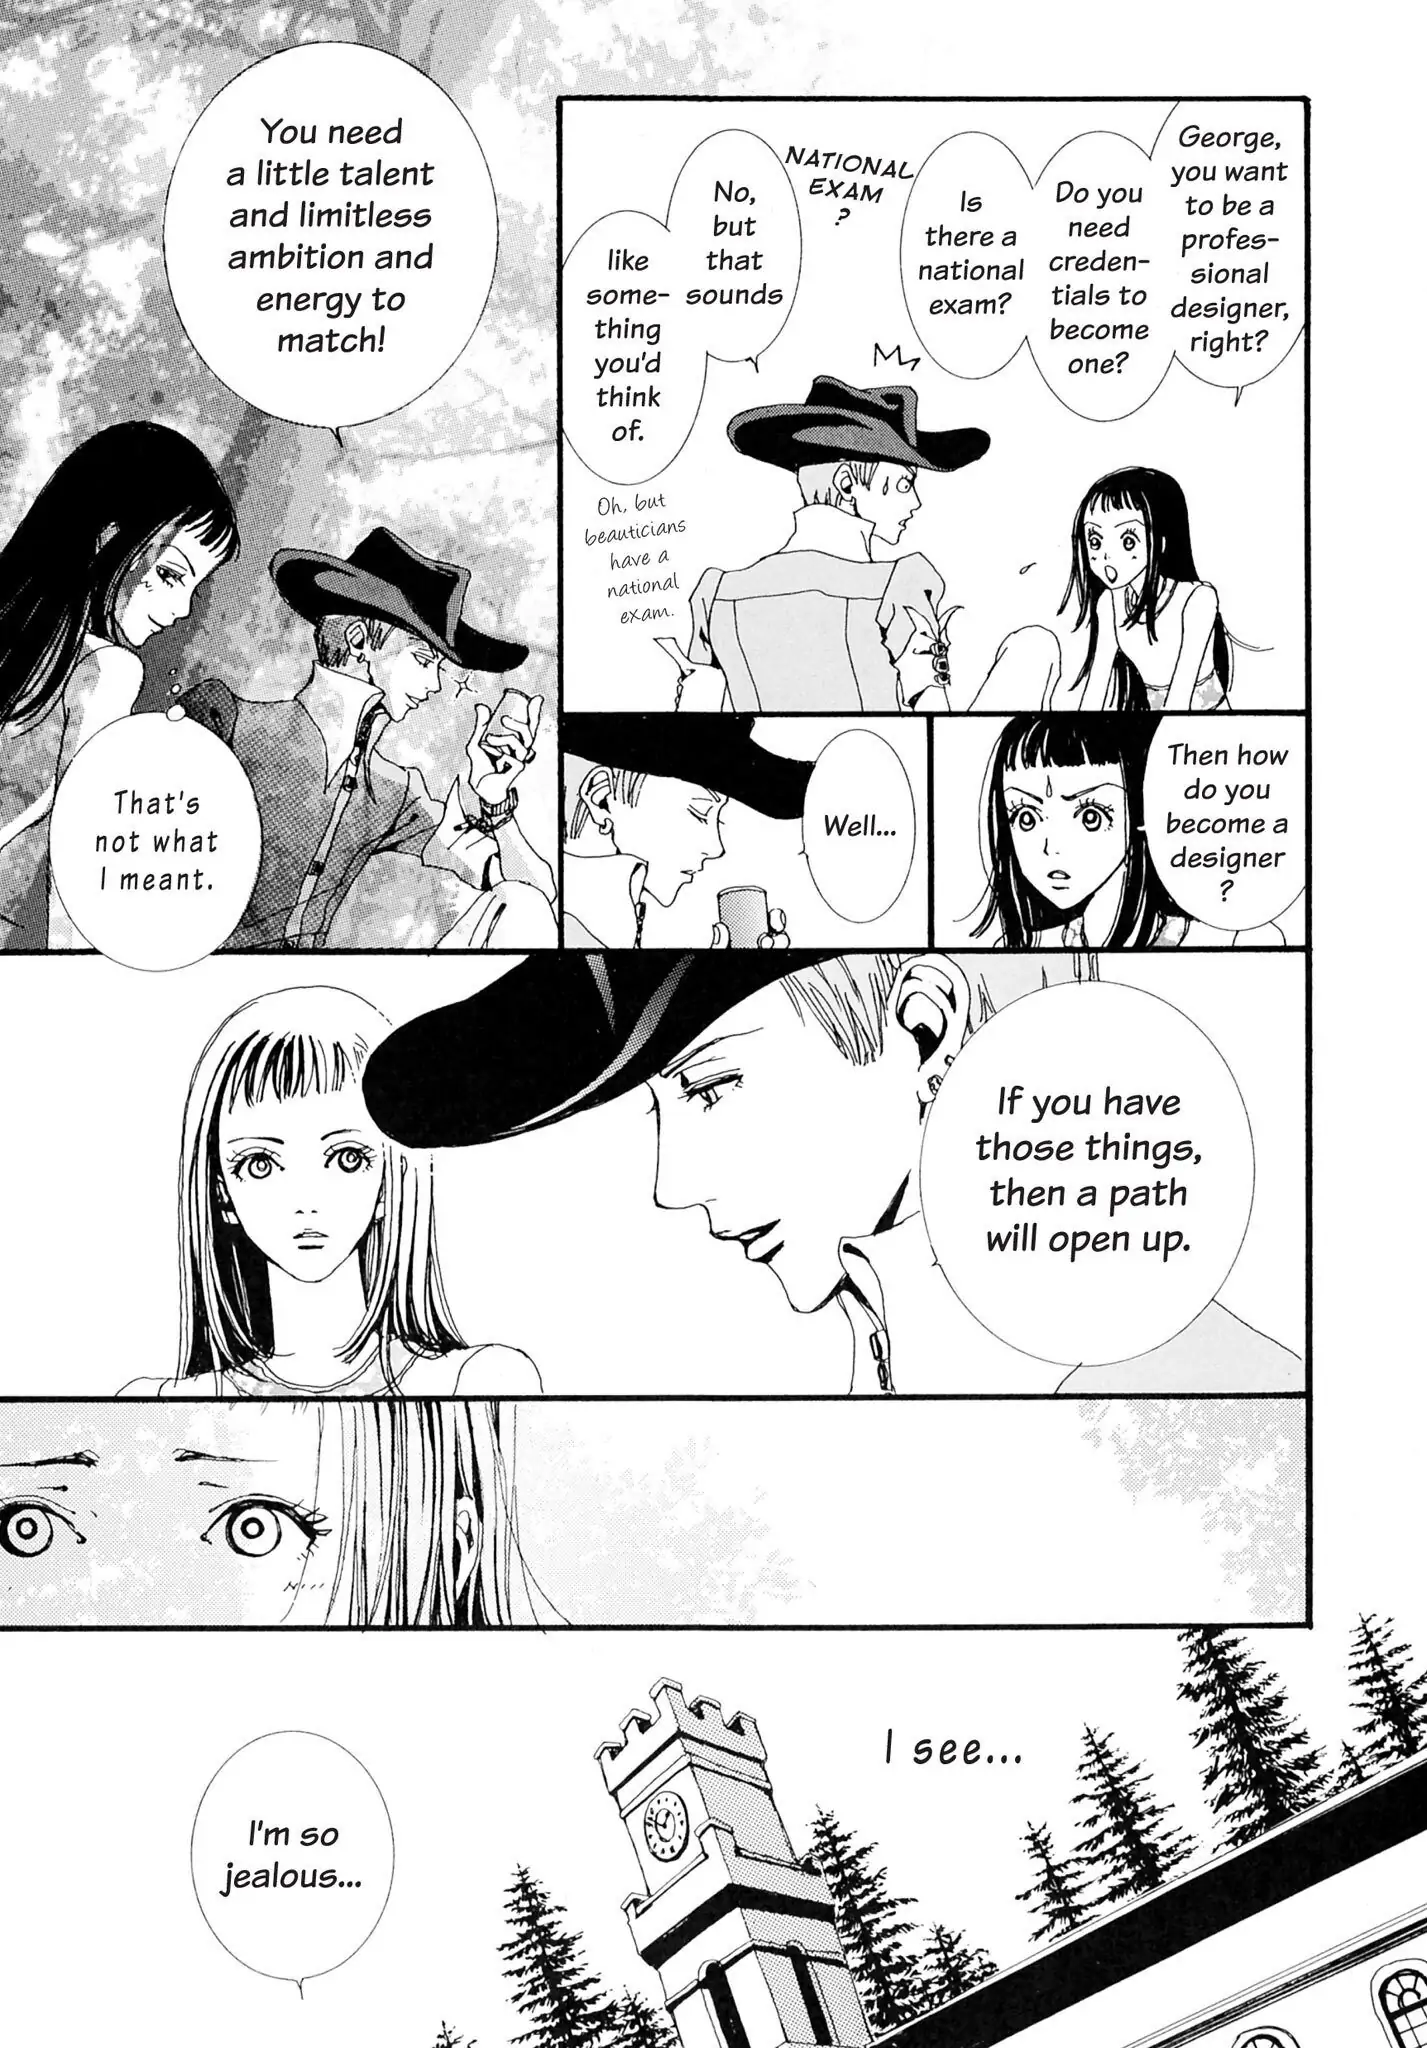 George,
you want
to be a
profes-
sional
designer,
right?
Do you
need
creden-
tials to
become
one?
Is
there a
national
exam?
NATIONAL
EXAM
?
No,
but
that
sounds
like
some-
thing
you'd
think
of.
Oh, but
beauticians
have a
national
exam.
Then how
do you
become a
designer
?
Well...
You need
a little talent
and limitless
ambition and
energy to
match!
That's
not what
I meant.
If you have
those things,
then a path
will open up.
I see...
I'm so
jealous...